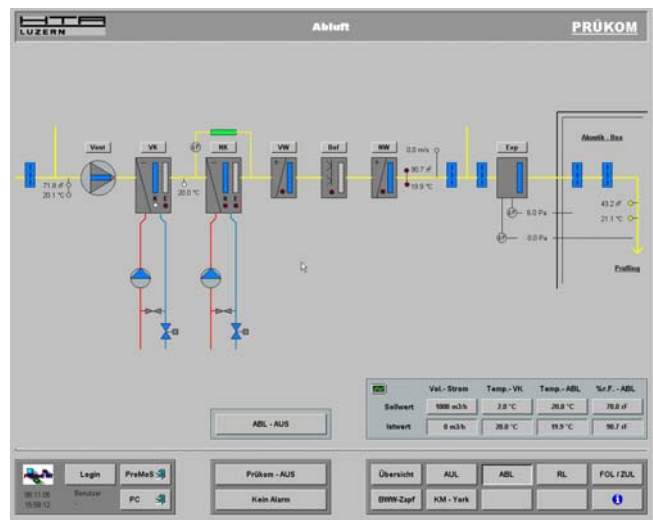 HTA
LUZERN
Abluft
PRÜKOM
Akustik - Box
Vent
VK
NK
VW
Bef
NW
0.0 m/s
Exp
90.7 rF
71.8 rF
20.1 °C
20.0 °C
19.9 °C
43.2 rF
21.1 °C
K E
K E
6.0 Pa
0.0 Pa
Prüfling
Vol.- Strom Temp.- VK Temp.- ABL %r.F. - ABL
Sollwert 1000 m3/h 2.0 °C 20.0 °C 70.0 rF
Istwert 0 m3/h 20.0 °C 19.9 °C 90.7 rF
ABL - AUS
Login PreMeS Prükom - AUS Übersicht AUL ABL RL FOL / ZUL
Benutzer
PC Kein Alarm BWW-Zapf KM - York